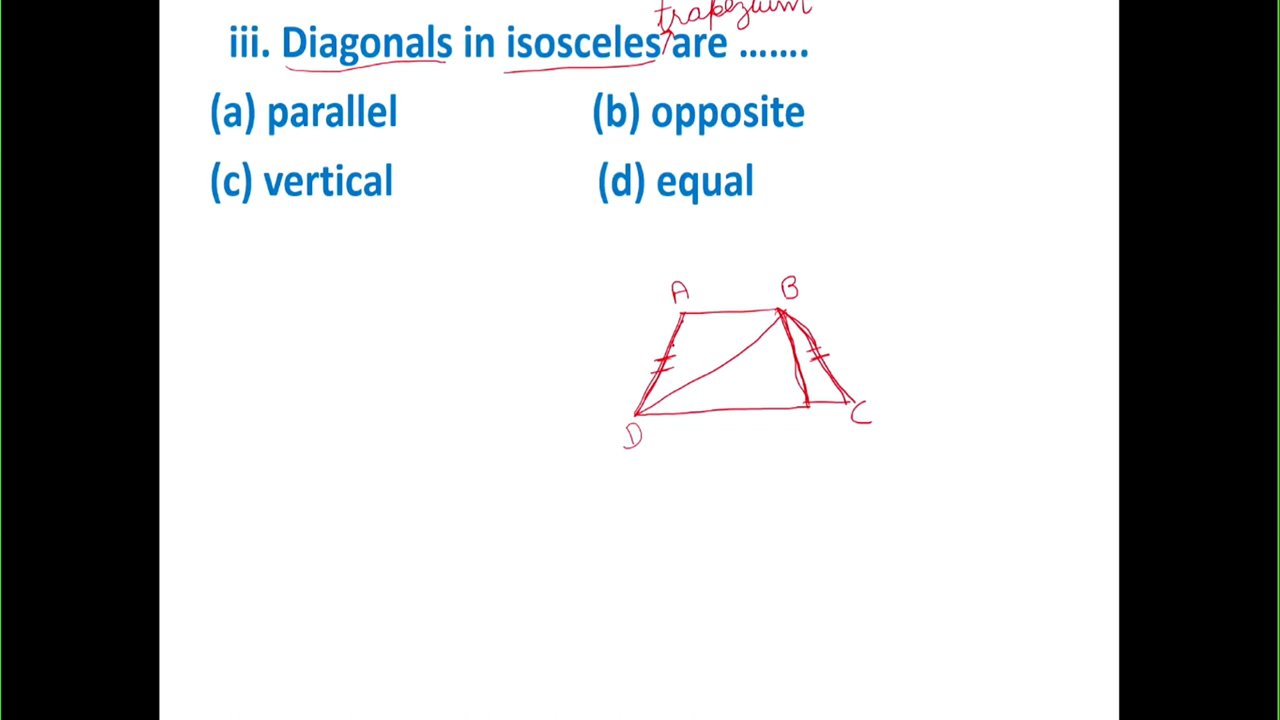 trapezium
iii. Diagonals in isosceles are .......
(a) parallel (b) opposite
(c) vertical (d) equal
A B
D C